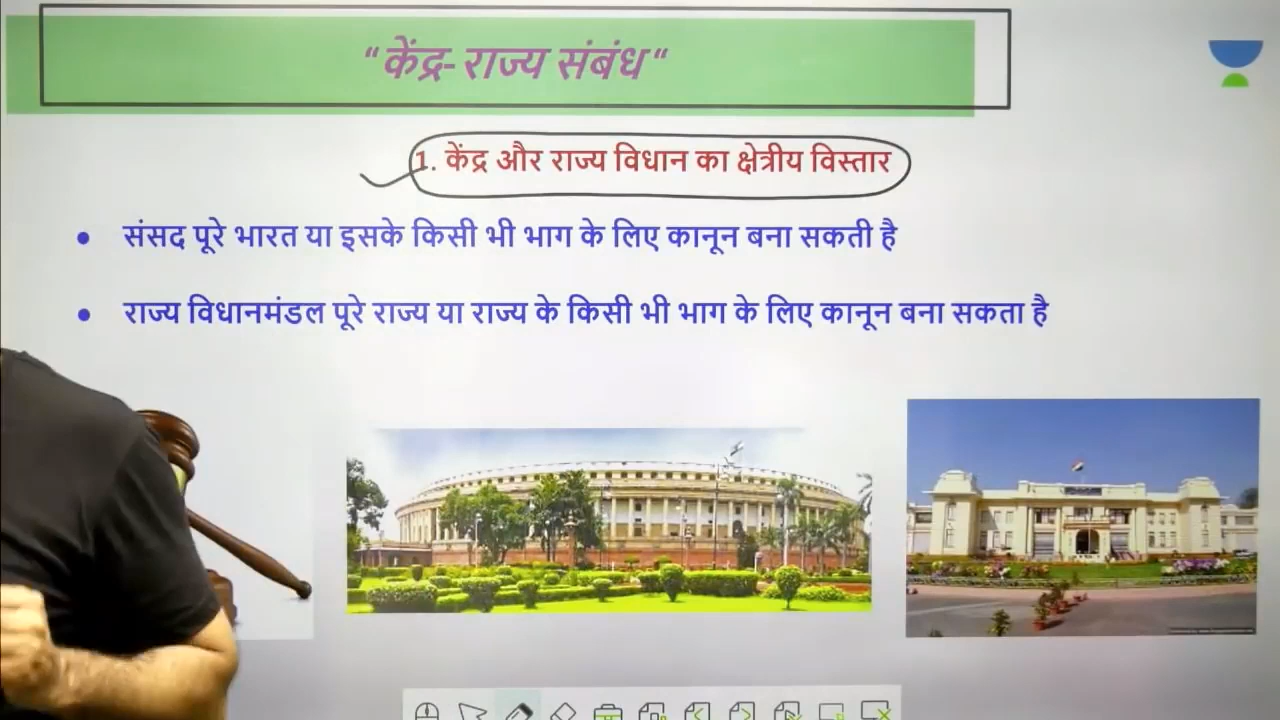 “केंद्र- राज्य संबंध“
1. केंद्र और राज्य विधान का क्षेत्रीय विस्तार
• संसद पूरे भारत या इसके किसी भी भाग के लिए कानून बना सकती है
• राज्य विधानमंडल पूरे राज्य या राज्य के किसी भी भाग के लिए कानून बना सकता है